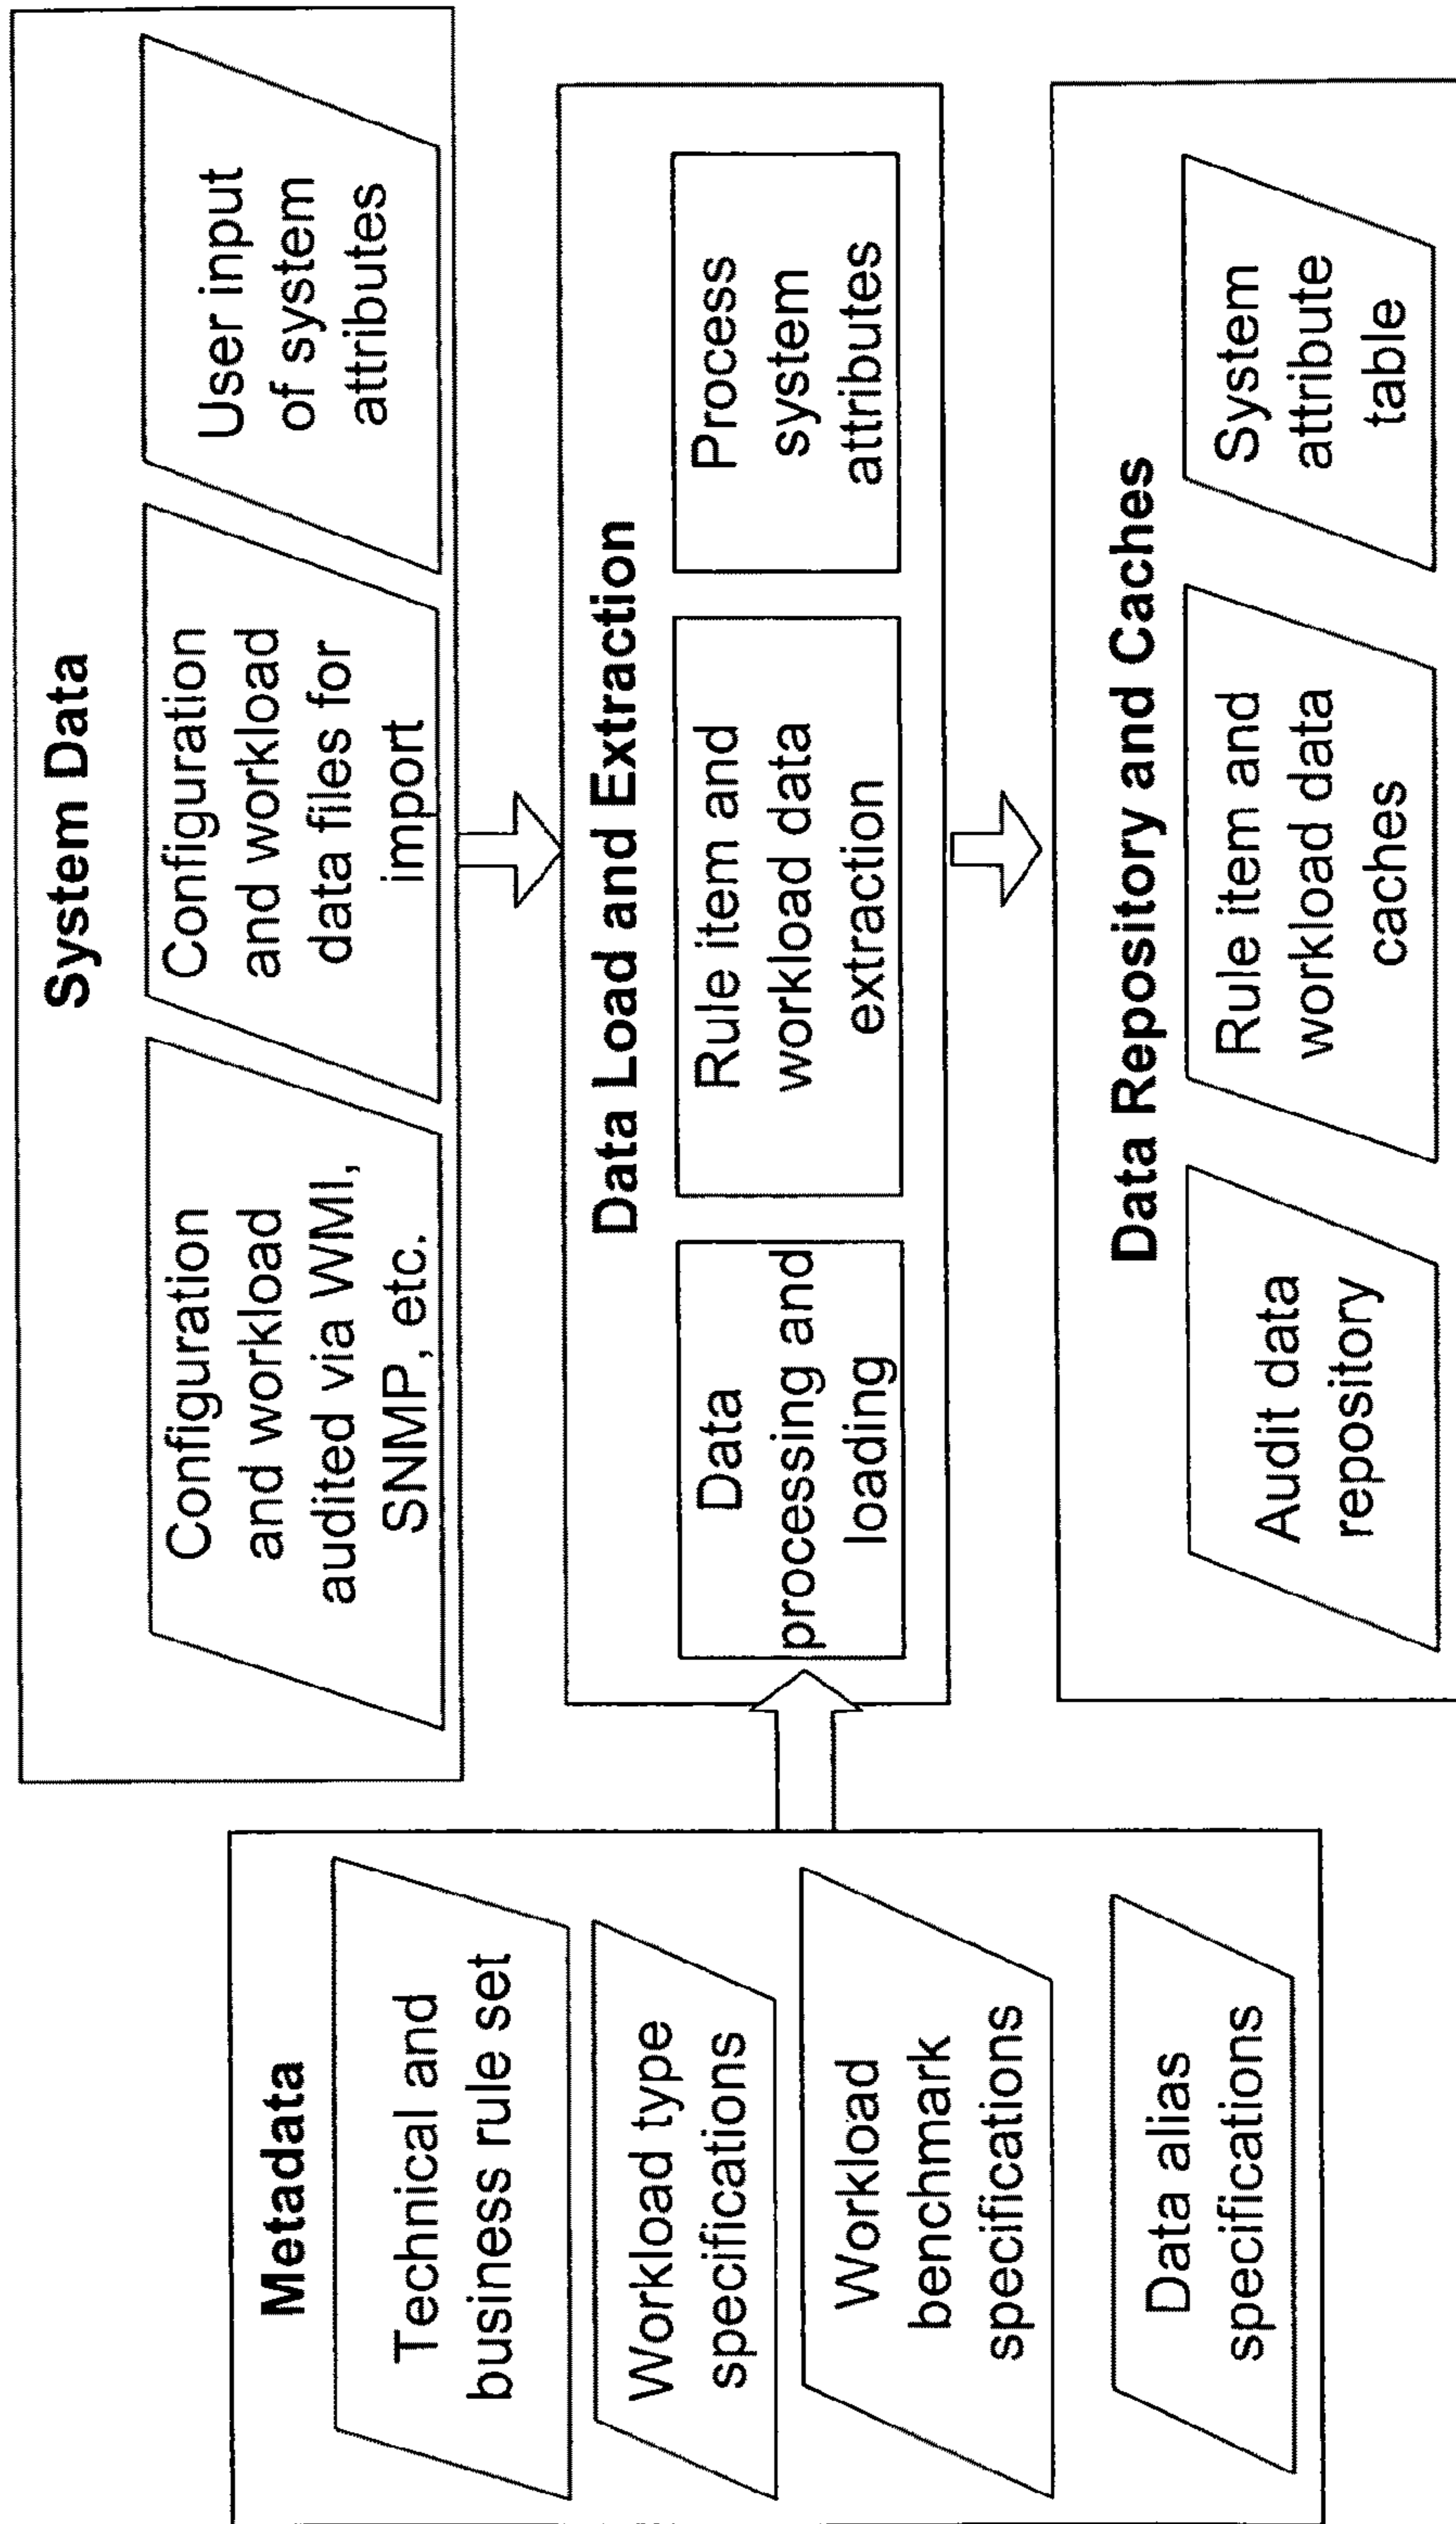 System Data
Configuration
and workload
audited via WMI,
SNMP, etc.
Configuration
and workload
data files for
import
User input
of system
attributes
Metadata
Technical and
business rule set
Workload type
specifications
Workload
benchmark
specifications
Data alias
specifications
Data Load and Extraction
Data
processing and
loading
Rule item and
workload data
extraction
Process
system
attributes
Data Repository and Caches
Audit data
repository
Rule item and
workload data
caches
System
attribute
table